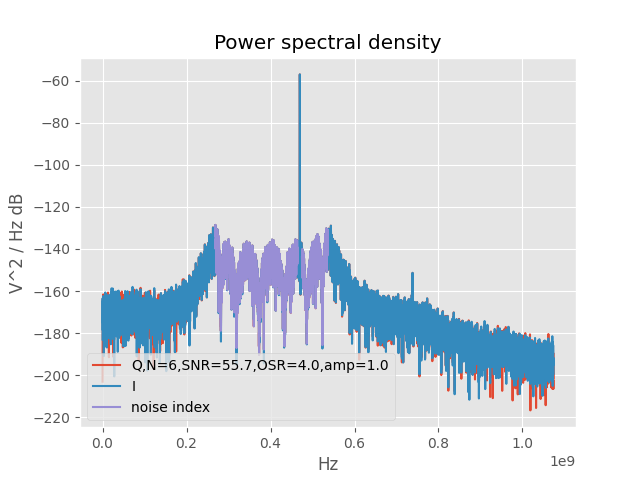 Power spectral density
V^2 / Hz dB
−60
−80
−100
−120
−140
−160
−180
−200
−220
Q,N=6,SNR=55.7,OSR=4.0,amp=1.0
I
noise index
0.0 0.2 0.4 0.6 0.8 1.0
1e9
Hz